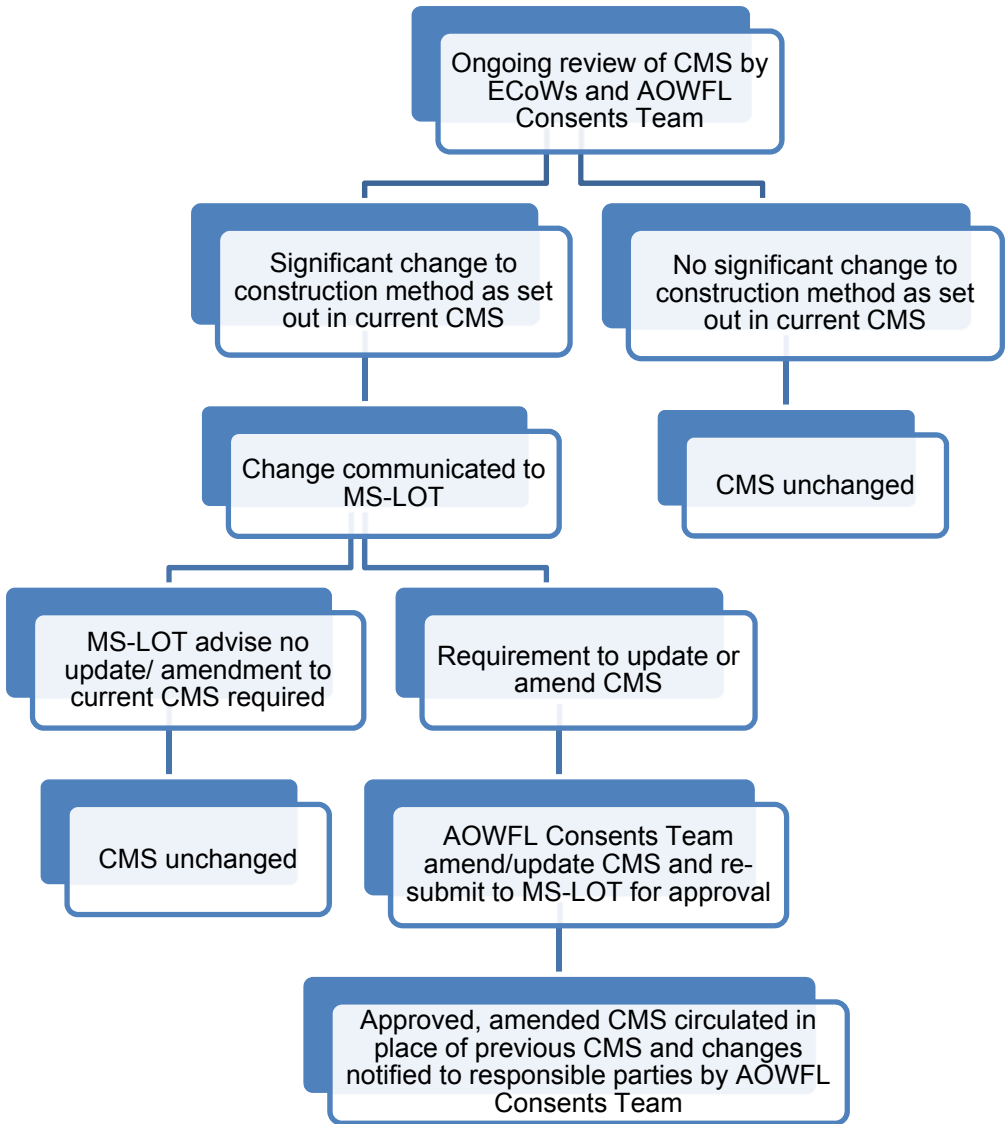 Ongoing review of CMS by
ECoWs and AOWFL
Consents Team
Significant change to
construction method as set
out in current CMS
No significant change to
construction method as set
out in current CMS
Change communicated to
MS-LOT
CMS unchanged
MS-LOT advise no
update/ amendment to
current CMS required
Requirement to update or
amend CMS
CMS unchanged
AOWFL Consents Team
amend/update CMS and re-
submit to MS-LOT for approval
Approved, amended CMS circulated in
place of previous CMS and changes
notified to responsible parties by AOWFL
Consents Team